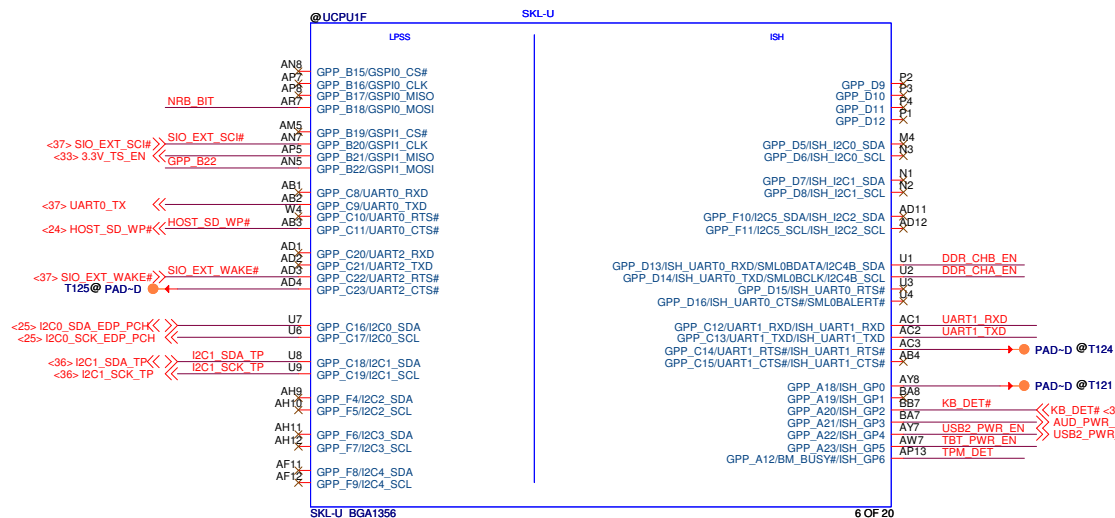 @UCPU1F
SKL-U
LPSS
ISH
AN8 GPP_B15/GSPI0_CS#
AP7 GPP_B16/GSPI0_CLK
AP8 GPP_B17/GSPI0_MISO
NRB_BIT AR7 GPP_B18/GSPI0_MOSI
AM5 GPP_B19/GSPI1_CS#
<37> SIO_EXT_SCI# SIO_EXT_SCI# AN7 GPP_B20/GSPI1_CLK
<33> 3.3V_TS_EN AP5 GPP_B21/GSPI1_MISO
GPP_B22 AN5 GPP_B22/GSPI1_MOSI
AB1 GPP_C8/UART0_RXD
<37> UART0_TX AB2 GPP_C9/UART0_TXD
W4 GPP_C10/UART0_RTS#
<24> HOST_SD_WP# HOST_SD_WP# AB3 GPP_C11/UART0_CTS#
AD1 GPP_C20/UART2_RXD
AD2 GPP_C21/UART2_TXD
<37> SIO_EXT_WAKE# SIO_EXT_WAKE# AD3 GPP_C22/UART2_RTS#
T125@ PAD~D AD4 GPP_C23/UART2_CTS#
<25> I2C0_SDA_EDP_PCH U7 GPP_C16/I2C0_SDA
<25> I2C0_SCK_EDP_PCH U6 GPP_C17/I2C0_SCL
<36> I2C1_SDA_TP I2C1_SDA_TP U8 GPP_C18/I2C1_SDA
<36> I2C1_SCK_TP I2C1_SCK_TP U9 GPP_C19/I2C1_SCL
AH9 GPP_F4/I2C2_SDA
AH10 GPP_F5/I2C2_SCL
AH11 GPP_F6/I2C3_SDA
AH12 GPP_F7/I2C3_SCL
AF11 GPP_F8/I2C4_SDA
AF12 GPP_F9/I2C4_SCL
GPP_D9 P2
GPP_D10 P3
GPP_D11 P4
GPP_D12 P1
GPP_D5/ISH_I2C0_SDA M4
GPP_D6/ISH_I2C0_SCL N3
GPP_D7/ISH_I2C1_SDA N1
GPP_D8/ISH_I2C1_SCL N2
GPP_F10/I2C5_SDA/ISH_I2C2_SDA AD11
GPP_F11/I2C5_SCL/ISH_I2C2_SCL AD12
GPP_D13/ISH_UART0_RXD/SML0BDATA/I2C4B_SDA U1 DDR_CHB_EN
GPP_D14/ISH_UART0_TXD/SML0BCLK/I2C4B_SCL U2 DDR_CHA_EN
GPP_D15/ISH_UART0_RTS# U3
GPP_D16/ISH_UART0_CTS#/SML0BALERT# U4
GPP_C12/UART1_RXD/ISH_UART1_RXD AC1 UART1_RXD
GPP_C13/UART1_TXD/ISH_UART1_TXD AC2 UART1_TXD
GPP_C14/UART1_RTS#/ISH_UART1_RTS# AC3 PAD~D @T124
GPP_C15/UART1_CTS#/ISH_UART1_CTS# AB4
GPP_A18/ISH_GP0 AY8 PAD~D @T121
GPP_A19/ISH_GP1 BA8
GPP_A20/ISH_GP2 BB7 KB_DET# KB_DET# <3
GPP_A21/ISH_GP3 BA7 AUD_PWR_
GPP_A22/ISH_GP4 AY7 USB2_PWR_EN USB2_PWR
GPP_A23/ISH_GP5 AW7 TBT_PWR_EN
GPP_A12/BM_BUSY#/ISH_GP6 AP13 TPM_DET
SKL-U_BGA1356
6 OF 20